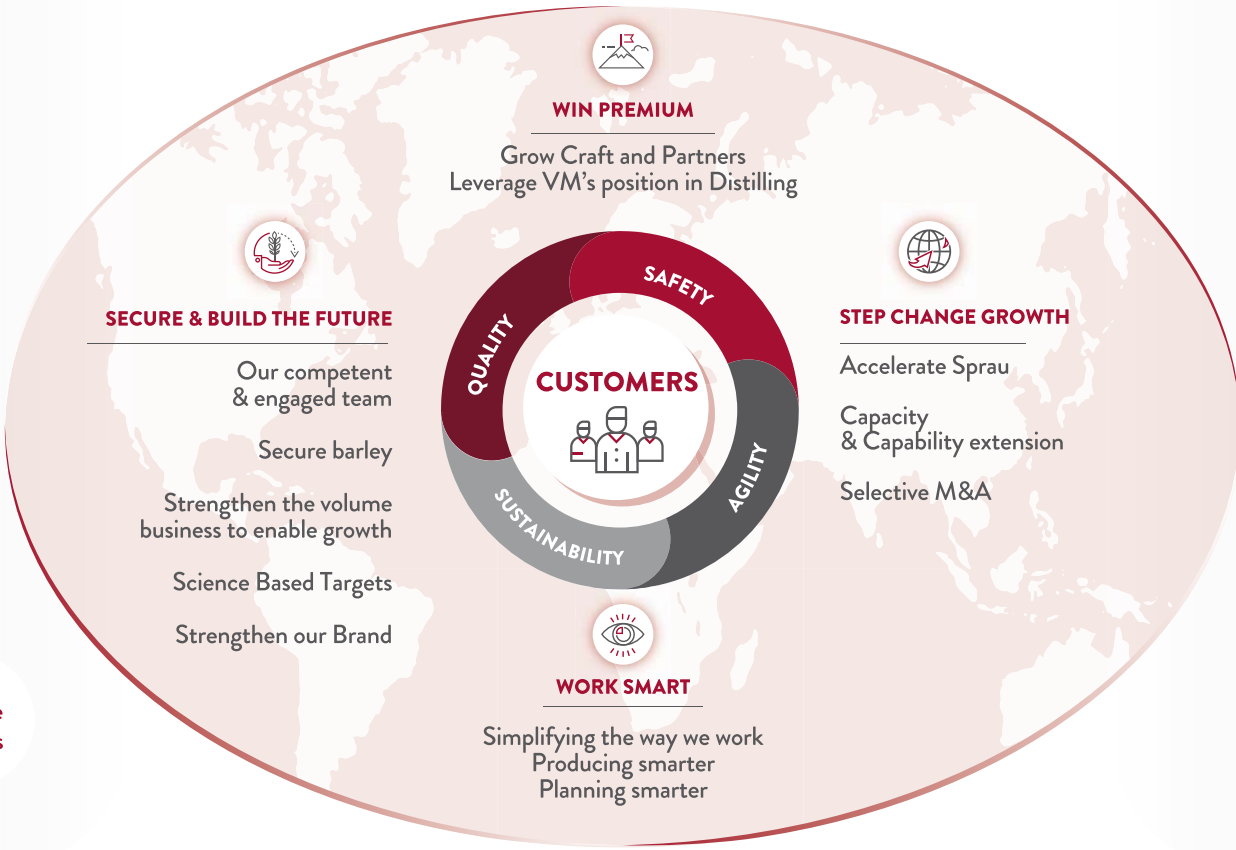 WIN PREMIUM
Grow Craft and Partners
Leverage VM's position in Distilling
SECURE & BUILD THE FUTURE
Our competent
& engaged team
Secure barley
Strengthen the volume
business to enable growth
Science Based Targets
Strengthen our Brand
QUALITY
SAFETY
AGILITY
SUSTAINABILITY
CUSTOMERS
STEP CHANGE GROWTH
Accelerate Sprau
Capacity
& Capability extension
Selective M&A
WORK SMART
Simplifying the way we work
Producing smarter
Planning smarter